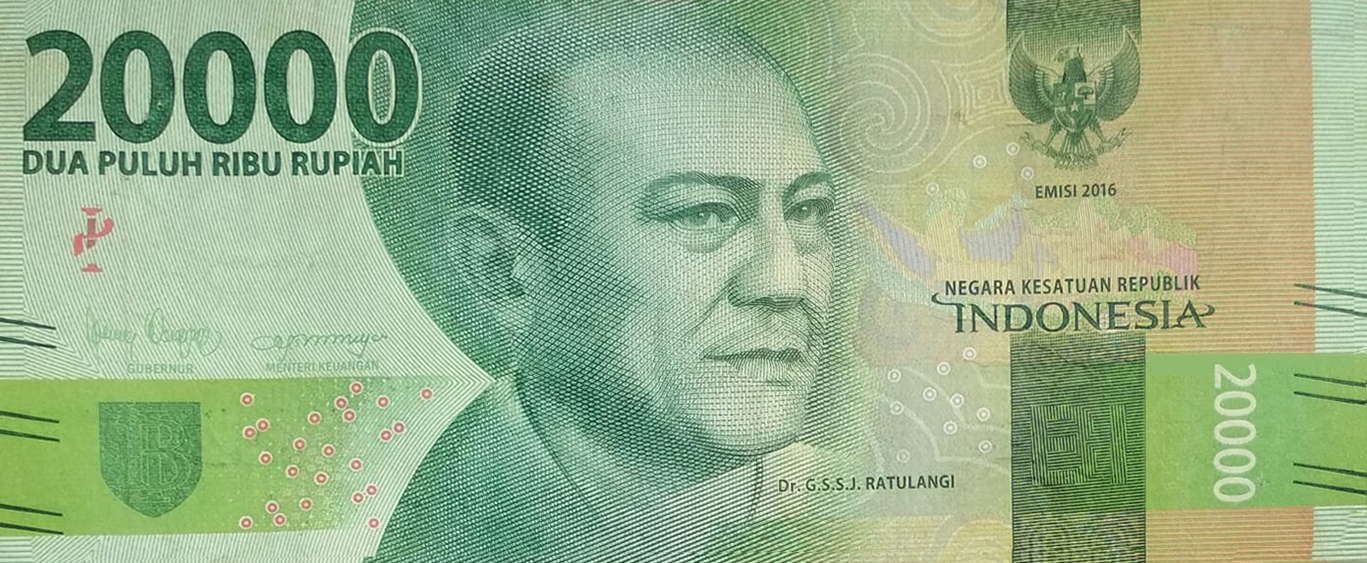 20000
DUA PULUH RIBU RUPIAH
EMISI 2016
NEGARA KESATUAN REPUBLIK
INDONESIA
GUBERNUR
MENTERI KEUANGAN
Dr. G.S.S.J. RATULANGI
20000